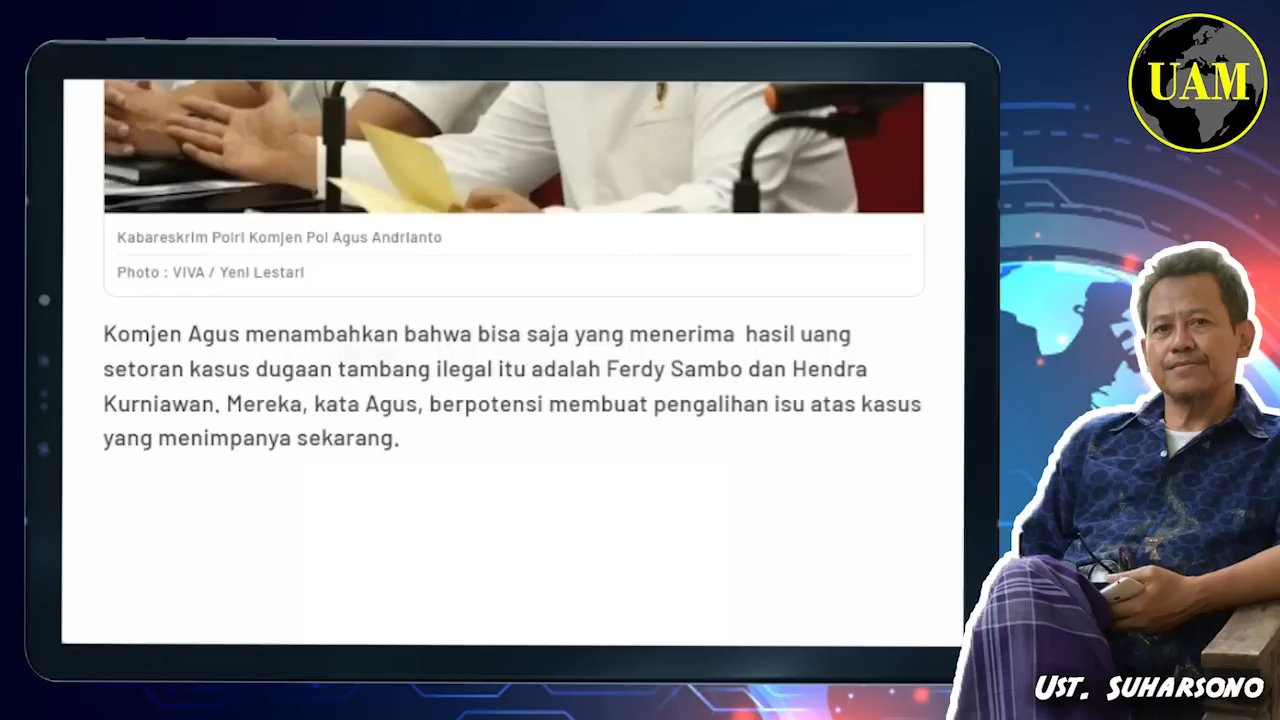 UAM
Kabareskrim Polri Komjen Pol Agus Andrianto
Photo : VIVA / Yeni Lestari
Komjen Agus menambahkan bahwa bisa saja yang menerima hasil uang
setoran kasus dugaan tambang ilegal itu adalah Ferdy Sambo dan Hendra
Kurniawan. Mereka, kata Agus, berpotensi membuat pengalihan isu atas kasus
yang menimpanya sekarang.
UST. SUHARSONO